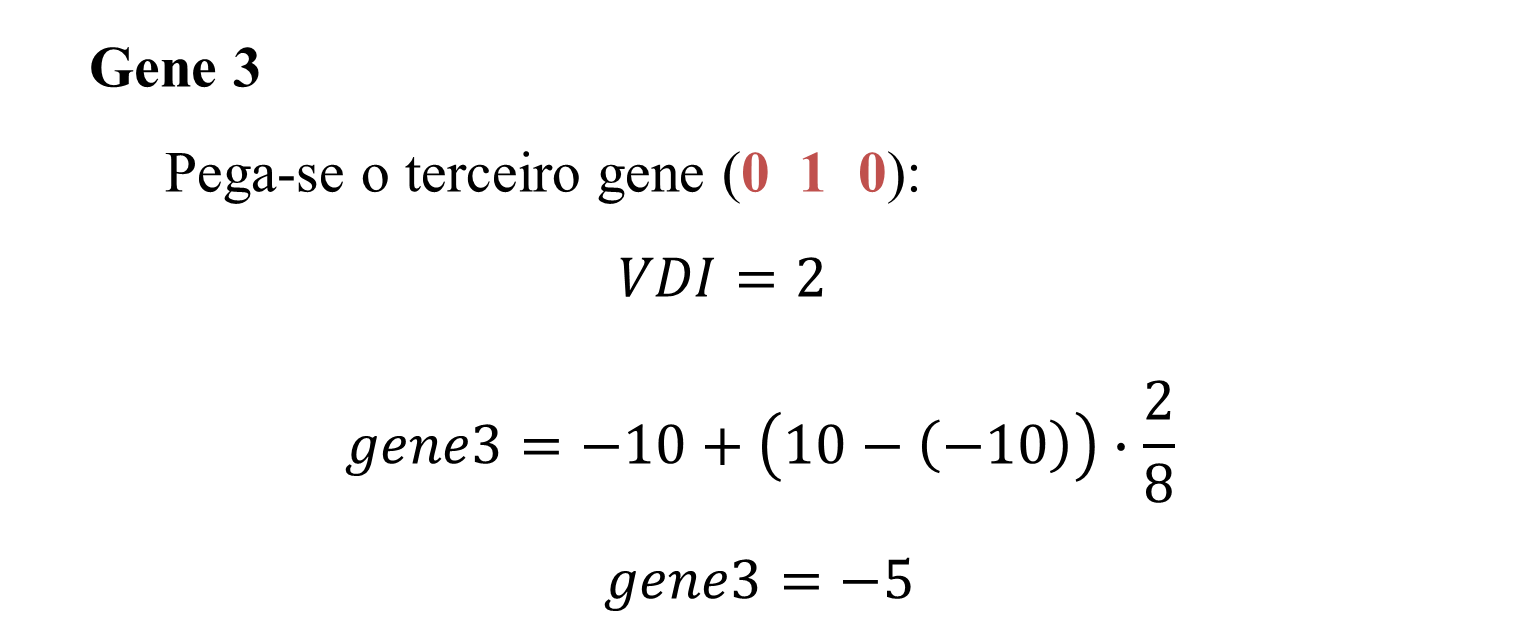 Gene 3
Pega-se o terceiro gene (0 1 0):
VDI = 2
gene3 = −10 + (10 − (−10)) · 2/8
gene3 = −5